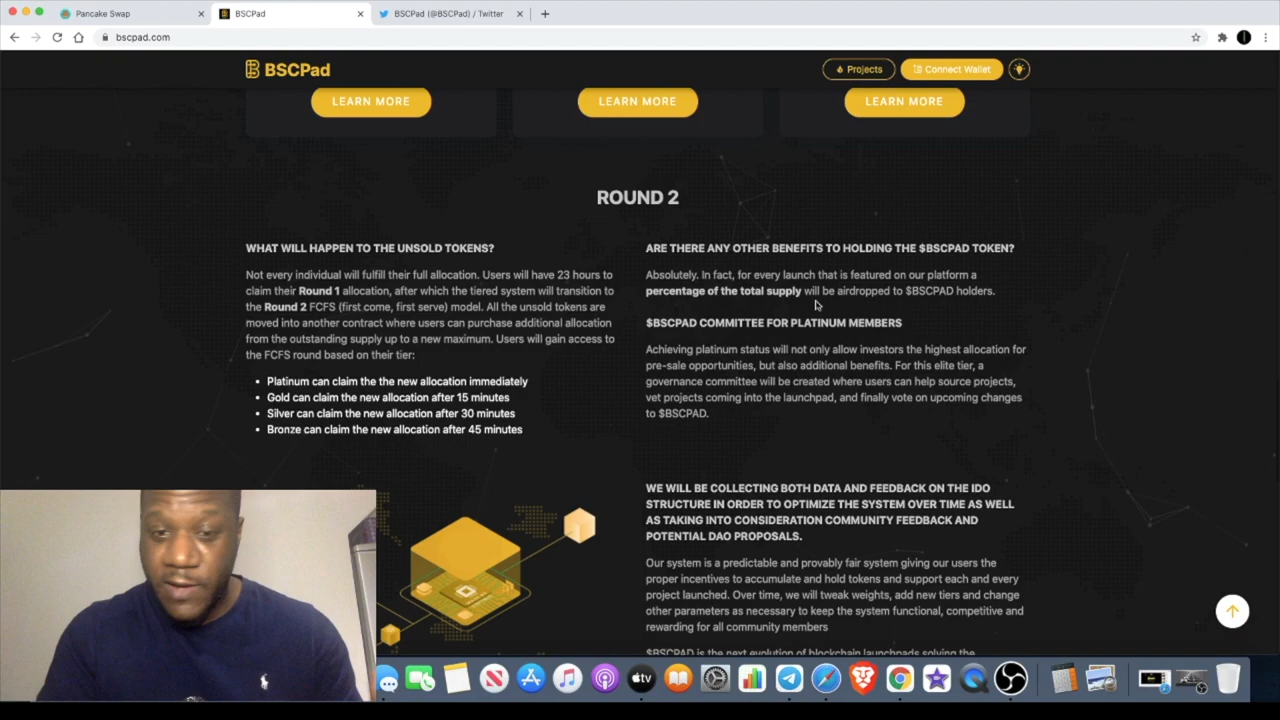 Pancake Swap
BSCPad
BSCPad (@BSCPad) / Twitter
bscpad.com
BSCPad
Projects
Connect Wallet
LEARN MORE
LEARN MORE
LEARN MORE
ROUND 2
WHAT WILL HAPPEN TO THE UNSOLD TOKENS?
Not every individual will fulfill their full allocation. Users will have 23 hours to
claim their Round 1 allocation, after which the tiered system will transition to
the Round 2 FCFS (first come, first serve) model. All the unsold tokens are
moved into another contract where users can purchase additional allocation
from the outstanding supply up to a new maximum. Users will gain access to
the FCFS round based on their tier:
• Platinum can claim the the new allocation immediately
• Gold can claim the new allocation after 15 minutes
• Silver can claim the new allocation after 30 minutes
• Bronze can claim the new allocation after 45 minutes
ARE THERE ANY OTHER BENEFITS TO HOLDING THE $BSCPAD TOKEN?
Absolutely. In fact, for every launch that is featured on our platform a
percentage of the total supply will be airdropped to $BSCPAD holders.
$BSCPAD COMMITTEE FOR PLATINUM MEMBERS
Achieving platinum status will not only allow investors the highest allocation for
pre-sale opportunities, but also additional benefits. For this elite tier, a
governance committee will be created where users can help source projects,
vet projects coming into the launchpad, and finally vote on upcoming changes
to $BSCPAD.
WE WILL BE COLLECTING BOTH DATA AND FEEDBACK ON THE IDO
STRUCTURE IN ORDER TO OPTIMIZE THE SYSTEM OVER TIME AS WELL
AS TAKING INTO CONSIDERATION COMMUNITY FEEDBACK AND
POTENTIAL DAO PROPOSALS.
Our system is a predictable and provably fair system giving our users the
proper incentives to accumulate and hold tokens and support each and every
project launched. Over time, we will tweak weights, add new tiers and change
other parameters as necessary to keep the system functional, competitive and
rewarding for all community members
$BSCPAD is the next evolution of blockchain launchpads solving the
tv